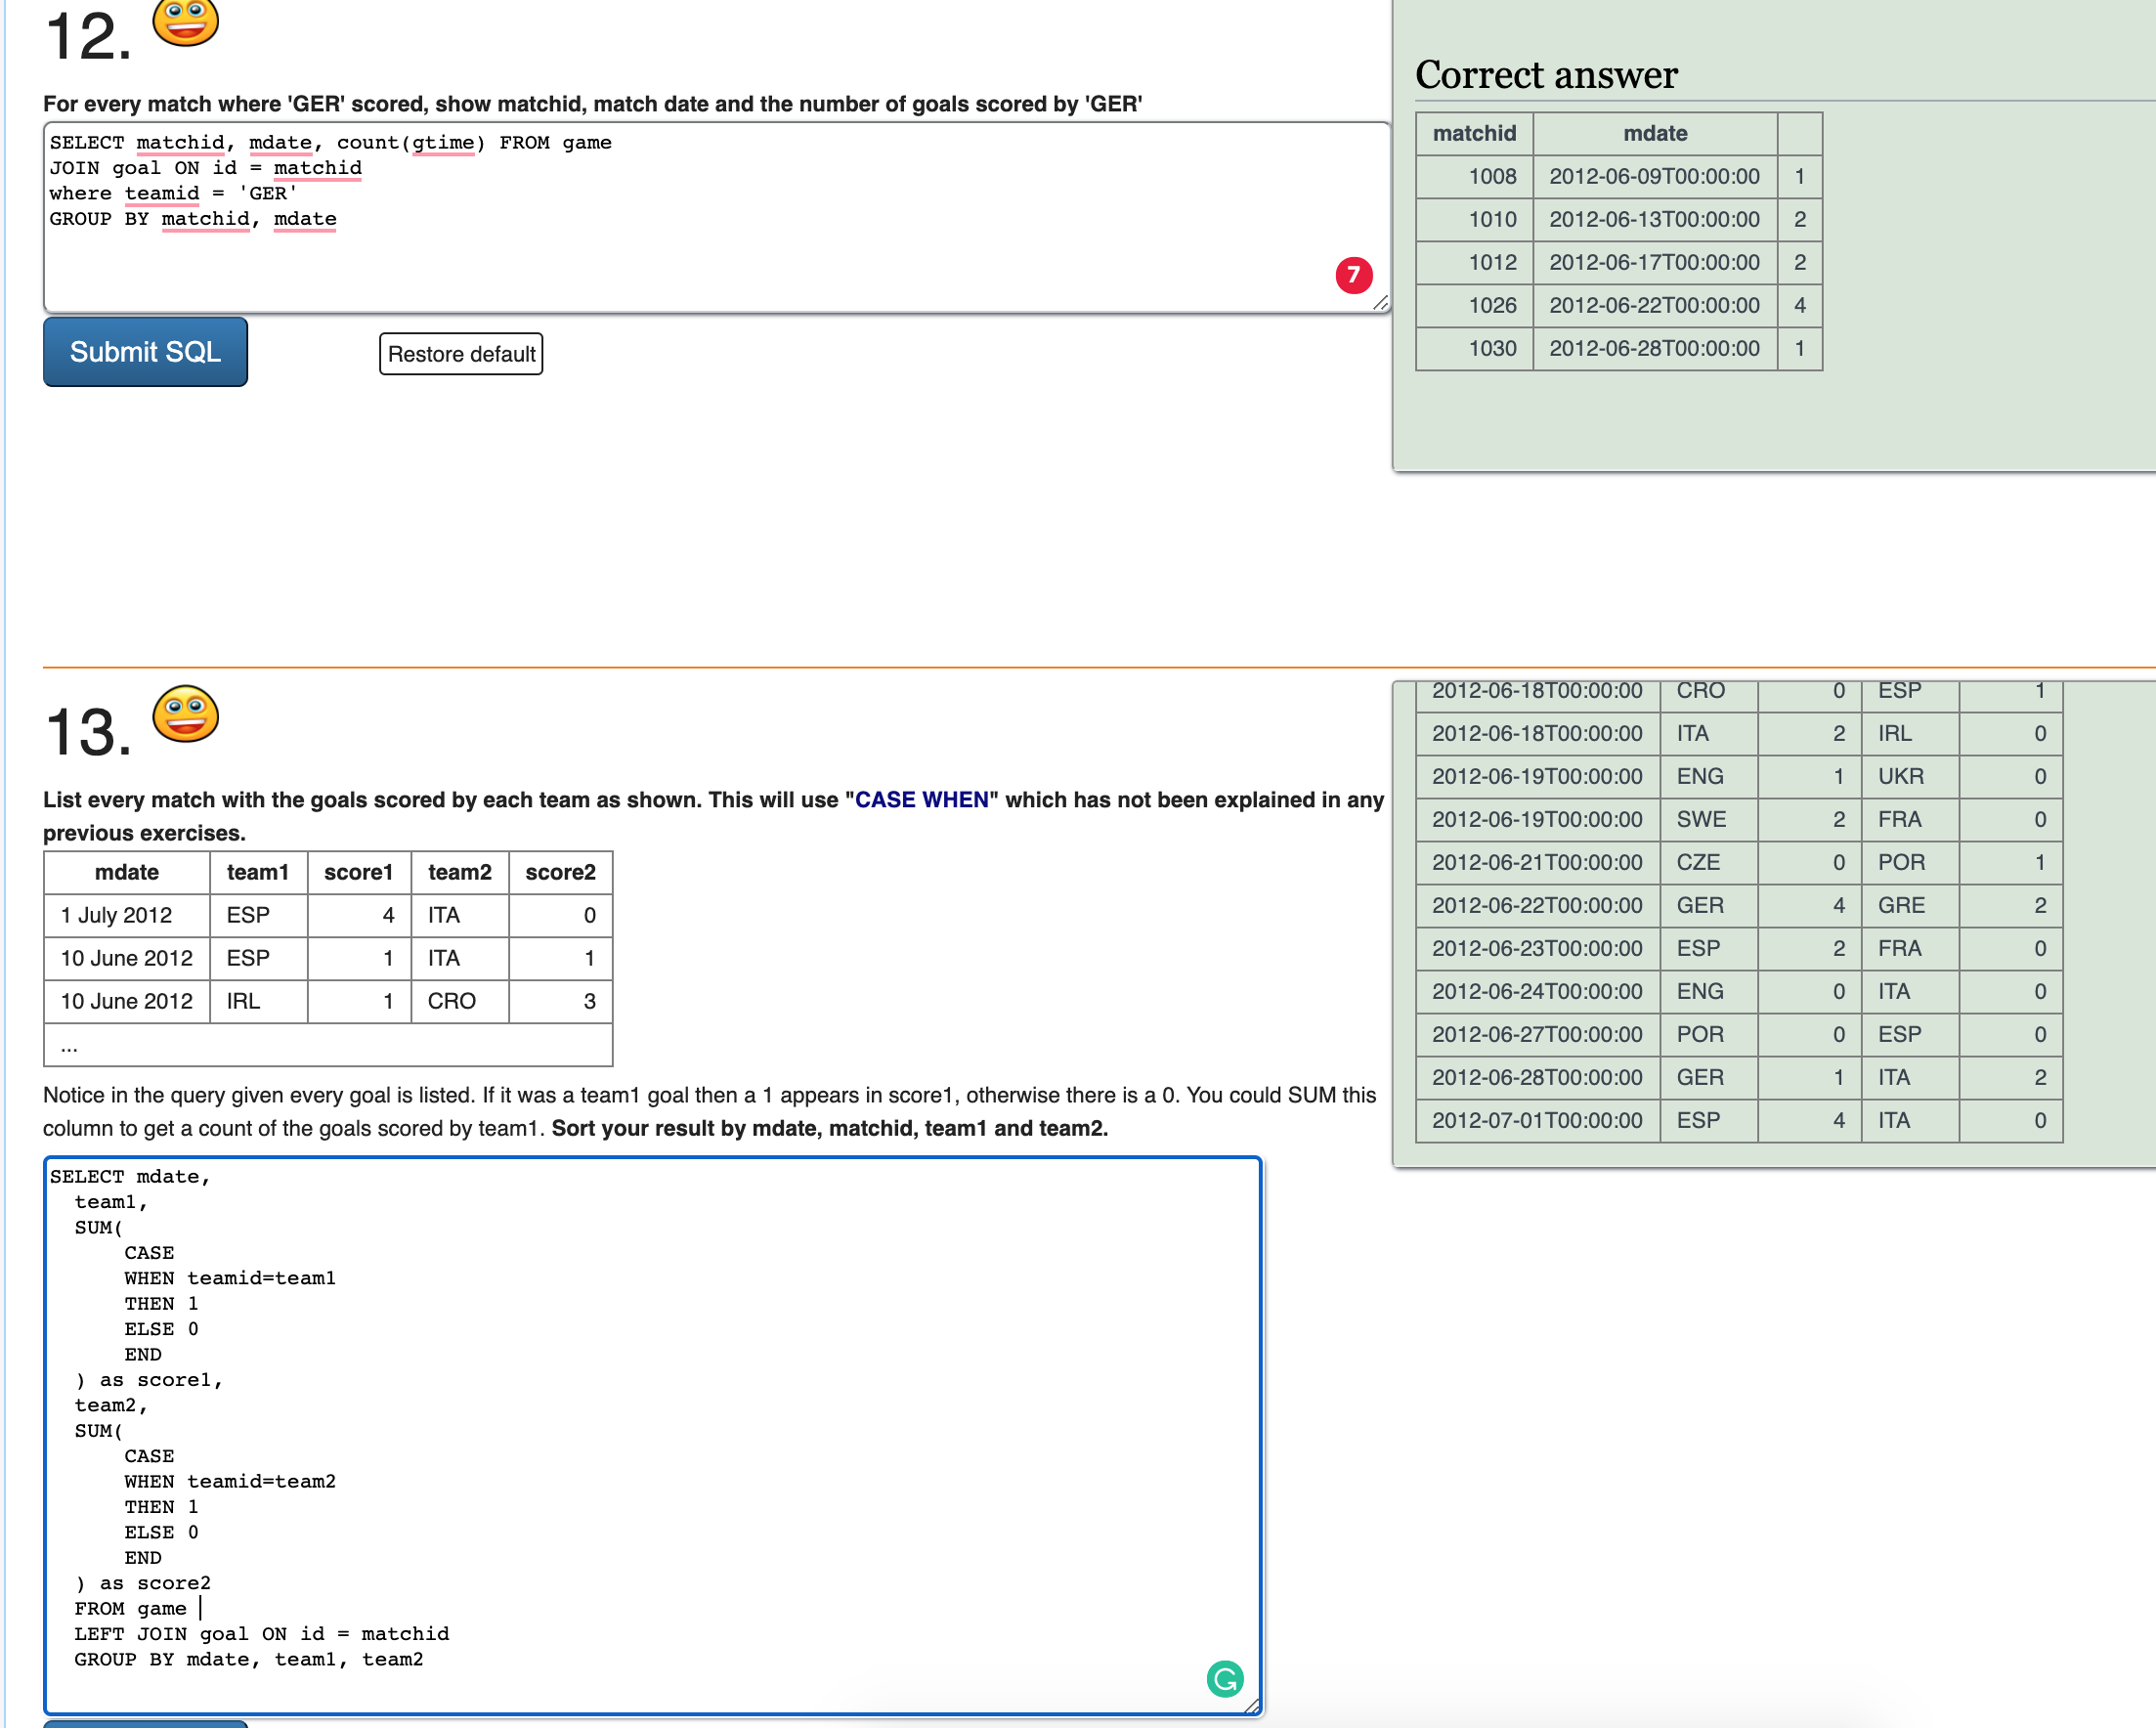 12.
For every match where 'GER' scored, show matchid, match date and the number of goals scored by 'GER'
SELECT matchid, mdate, count(gtime) FROM game
JOIN goal ON id = matchid
where teamid = 'GER'
GROUP BY matchid, mdate
7
Submit SQL
Restore default
Correct answer
matchid mdate
1008 2012-06-09T00:00:00 1
1010 2012-06-13T00:00:00 2
1012 2012-06-17T00:00:00 2
1026 2012-06-22T00:00:00 4
1030 2012-06-28T00:00:00 1
13.
List every match with the goals scored by each team as shown. This will use "CASE WHEN" which has not been explained in any
previous exercises.
mdate team1 score1 team2 score2
1 July 2012 ESP 4 ITA 0
10 June 2012 ESP 1 ITA 1
10 June 2012 IRL 1 CRO 3
...
Notice in the query given every goal is listed. If it was a team1 goal then a 1 appears in score1, otherwise there is a 0. You could SUM this
column to get a count of the goals scored by team1. Sort your result by mdate, matchid, team1 and team2.
SELECT mdate,
team1,
SUM(
CASE
WHEN teamid=team1
THEN 1
ELSE 0
END
) as score1,
team2,
SUM(
CASE
WHEN teamid=team2
THEN 1
ELSE 0
END
) as score2
FROM game
LEFT JOIN goal ON id = matchid
GROUP BY mdate, team1, team2
2012-06-18T00:00:00 CRO 0 ESP 1
2012-06-18T00:00:00 ITA 2 IRL 0
2012-06-19T00:00:00 ENG 1 UKR 0
2012-06-19T00:00:00 SWE 2 FRA 0
2012-06-21T00:00:00 CZE 0 POR 1
2012-06-22T00:00:00 GER 4 GRE 2
2012-06-23T00:00:00 ESP 2 FRA 0
2012-06-24T00:00:00 ENG 0 ITA 0
2012-06-27T00:00:00 POR 0 ESP 0
2012-06-28T00:00:00 GER 1 ITA 2
2012-07-01T00:00:00 ESP 4 ITA 0